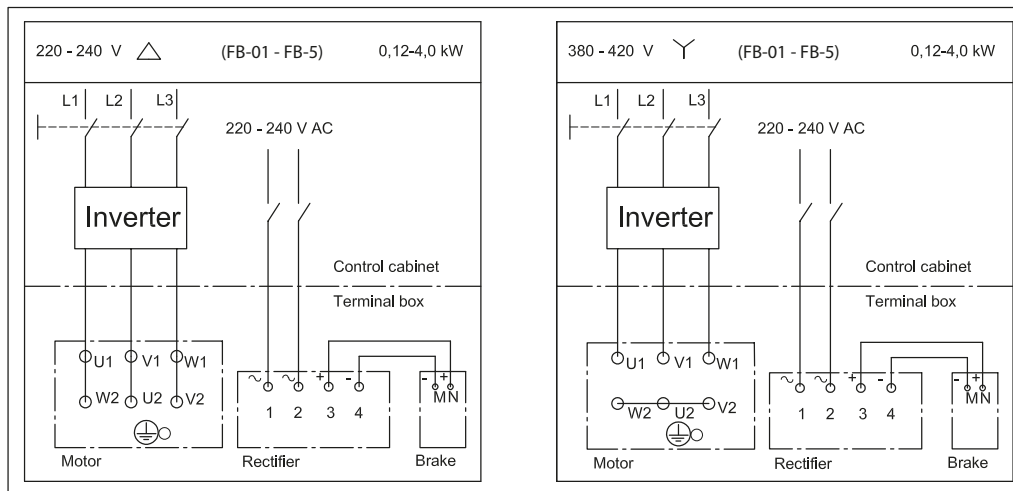 220 - 240 V (FB-01 - FB-5) 0,12-4,0 kW
L1 L2 L3
220 - 240 V AC
Inverter
Control cabinet
Terminal box
U1 V1 W1
W2 U2 V2
~ ~ + -
1 2 3 4
- +
M N
Motor Rectifier Brake
380 - 420 V (FB-01 - FB-5) 0,12-4,0 kW
L1 L2 L3
220 - 240 V AC
Inverter
Control cabinet
Terminal box
U1 V1 W1
W2 U2 V2
~ ~ + -
1 2 3 4
- +
M N
Motor Rectifier Brake